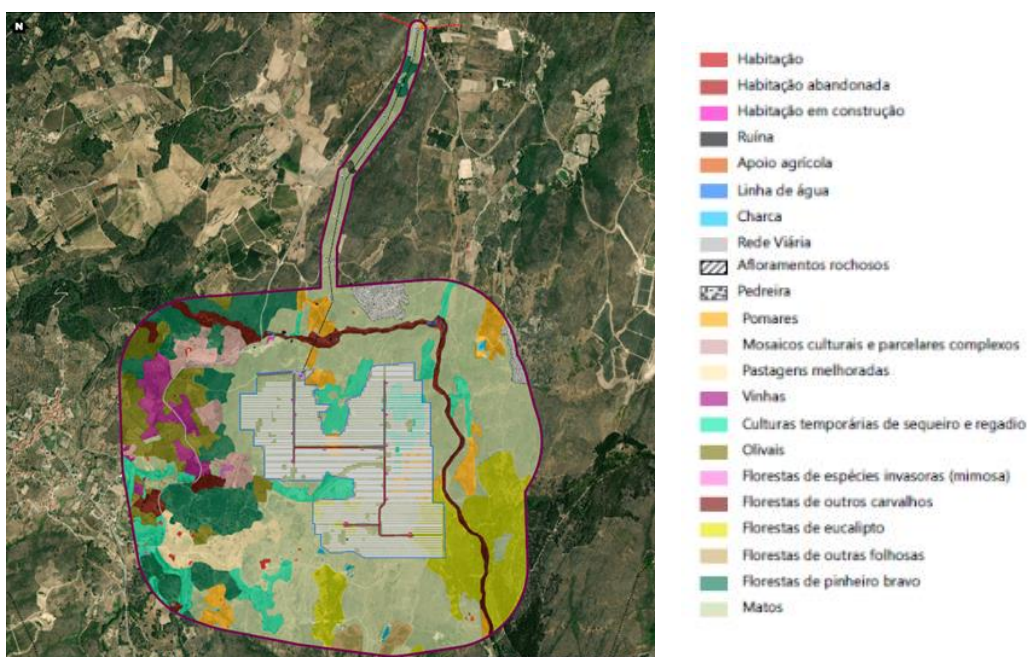 N
Habitação
Habitação abandonada
Habitação em construção
Ruína
Apoio agrícola
Linha de água
Charca
Rede Viária
Afloramentos rochosos
Pedreira
Pomares
Mosaicos culturais e parcelares complexos
Pastagens melhoradas
Vinhas
Culturas temporárias de sequeiro e regadio
Olivais
Florestas de espécies invasoras (mimosa)
Florestas de outros carvalhos
Florestas de eucalipto
Florestas de outras folhosas
Florestas de pinheiro bravo
Matos